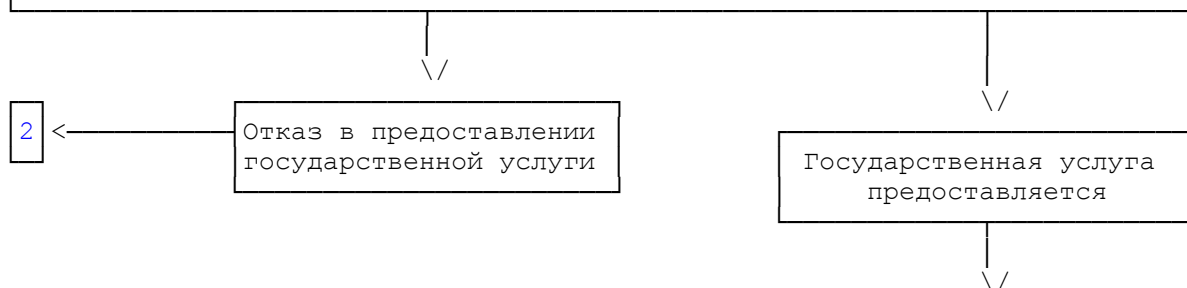 2
Отказ в предоставлении
государственной услуги
Государственная услуга
предоставляется